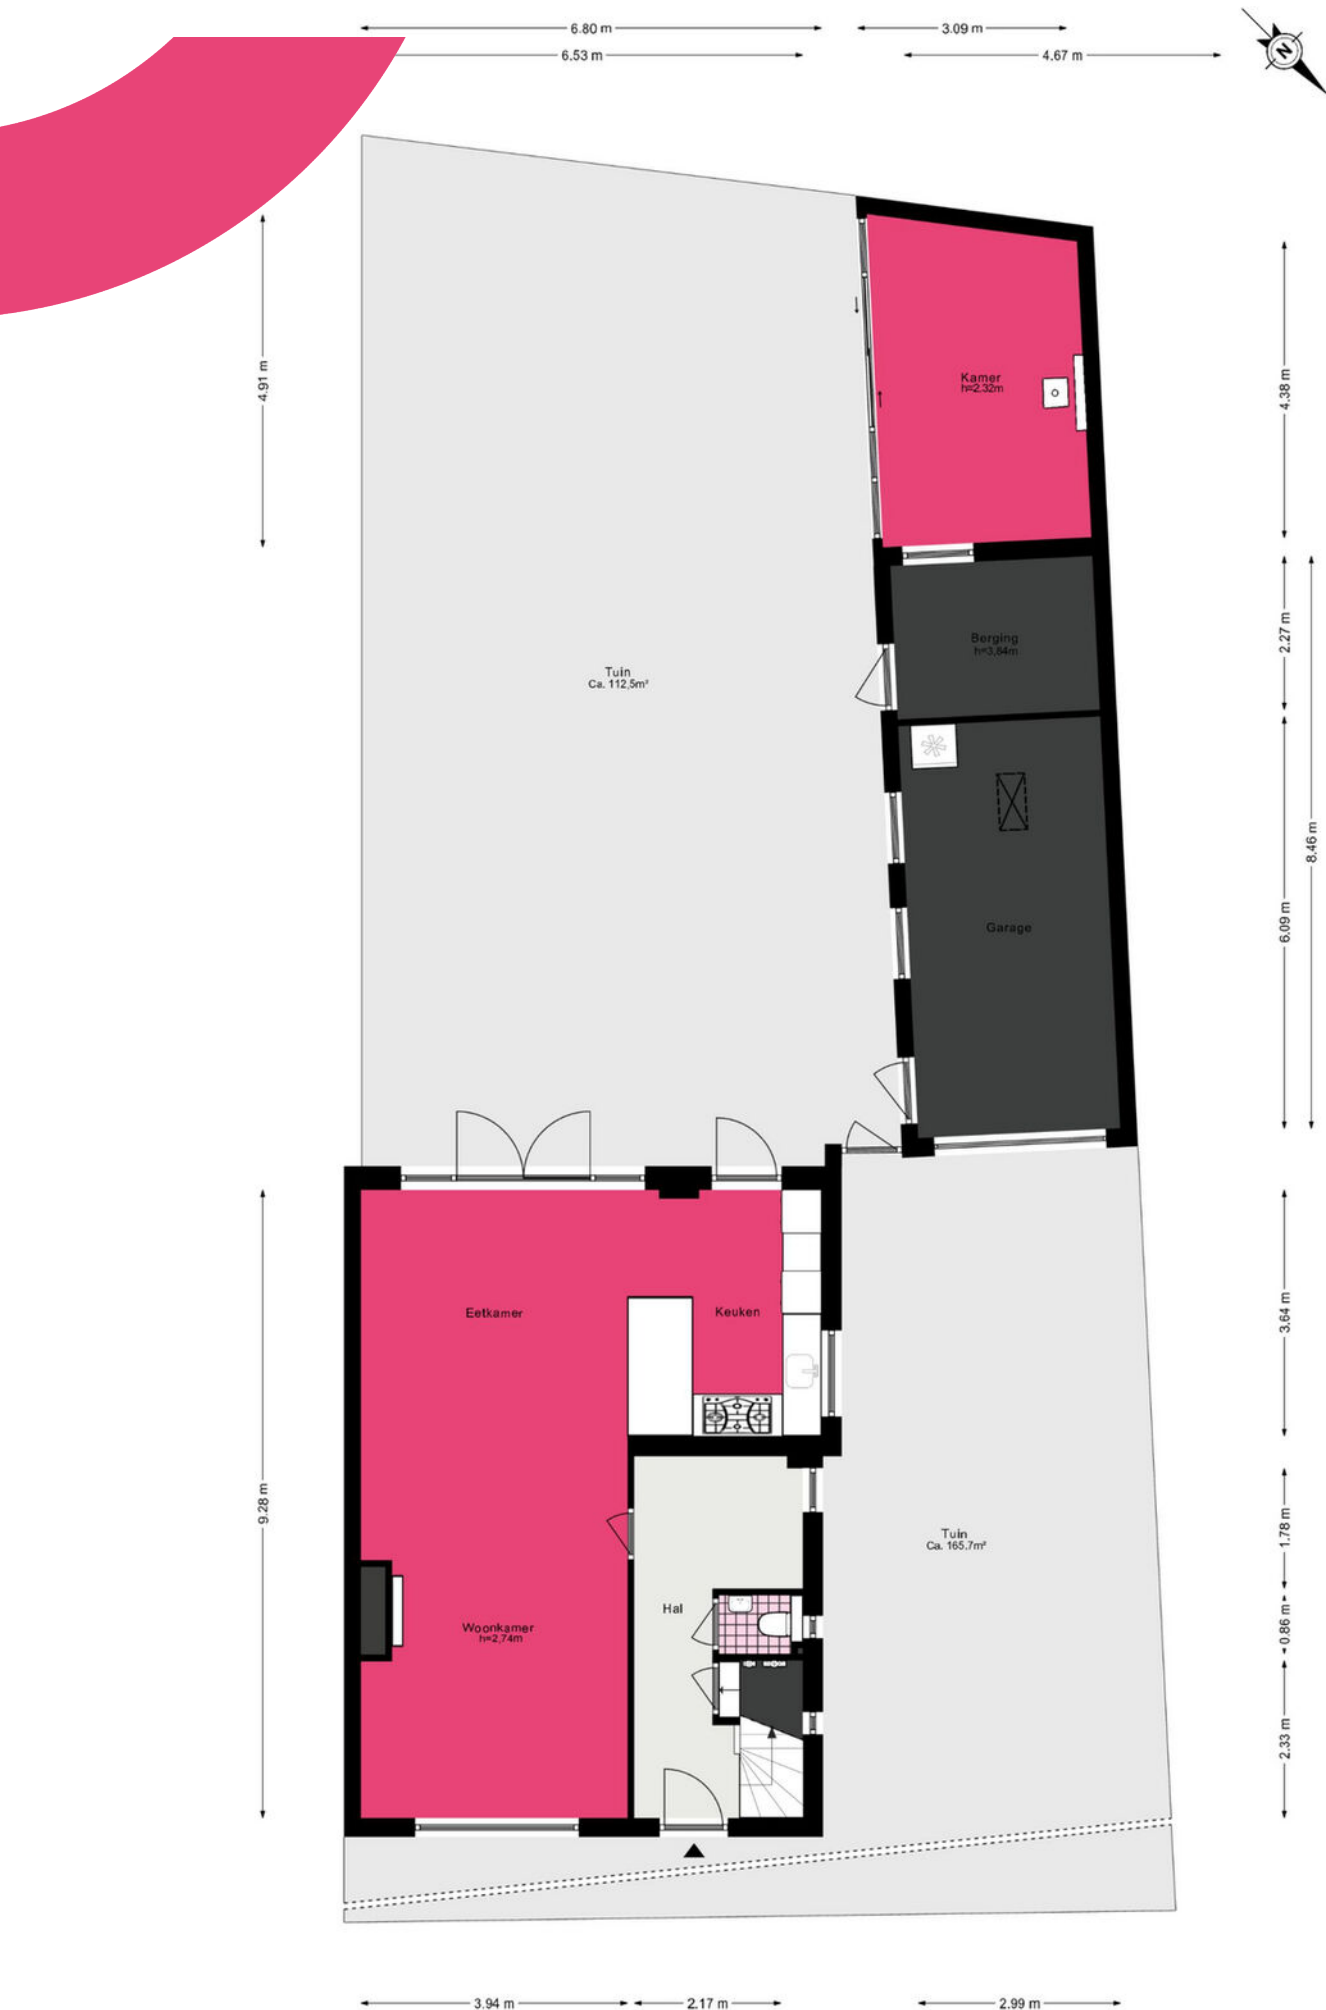 6.80 m
3.09 m
6.53 m
4.67 m
N
4.91 m
4.38 m
Kamer
h=2.32m
2.27 m
Berging
h=3,64m
Tuin
Ca. 112,5m²
8.46 m
6.09 m
Garage
3.64 m
Eetkamer
Keuken
9.28 m
1.78 m
Tuin
Ca. 165,7m²
Hal
0.86 m
Woonkamer
h=2,74m
2.33 m
3.94 m
2.17 m
2.99 m